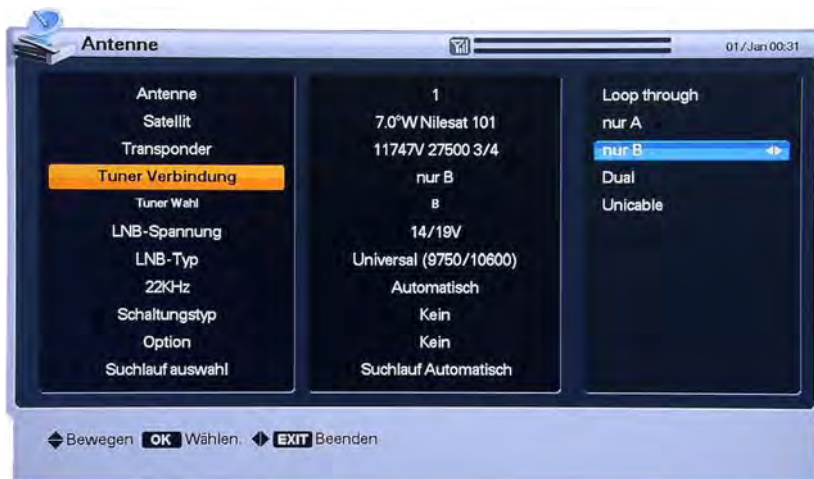 Antenne
01/Jan 00:31
Antenne 1
Satellit 7.0°W Nilesat 101
Transponder 11747V 27500 3/4
Tuner Verbindung nur B
Tuner Wahl B
LNB-Spannung 14/19V
LNB-Typ Universal (9750/10600)
22KHz Automatisch
Schaltungstyp Kein
Option Kein
Suchlauf auswahl Suchlauf Automatisch
Loop through
nur A
nur B
Dual
Unicable
Bewegen OK Wählen. EXIT Beenden